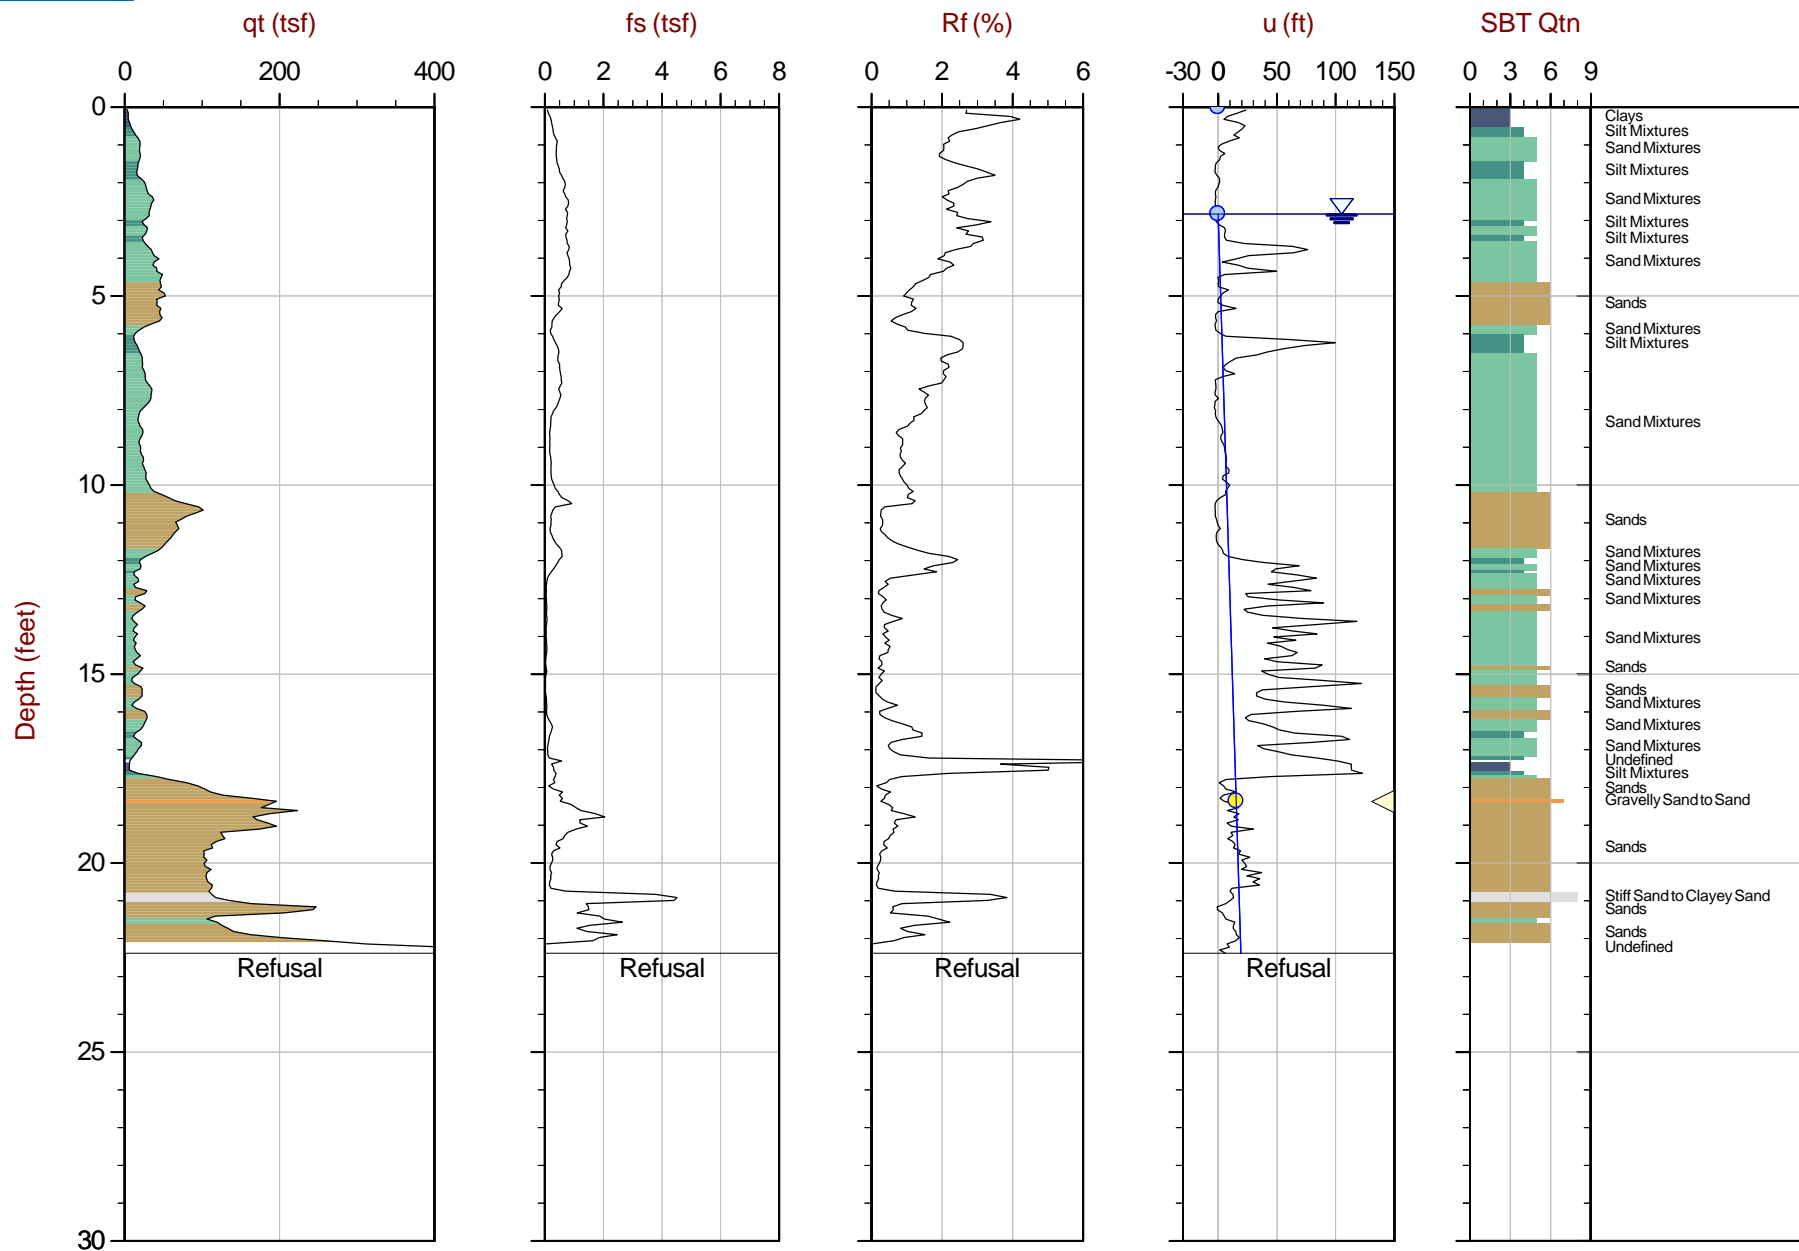 qt (tsf) fs (tsf) Rf (%) u (ft) SBT Qtn
0 200 400 0 2 4 6 8 0 2 4 6 -30 0 50 100 150 0 3 6 9
0
5
10
15
20
25
30
Depth (feet)
Clays
Silt Mixtures
Sand Mixtures
Silt Mixtures
Sand Mixtures
Silt Mixtures
Silt Mixtures
Sand Mixtures
Sands
Sand Mixtures
Silt Mixtures
Sand Mixtures
Sands
Sand Mixtures
Sand Mixtures
Sand Mixtures
Sand Mixtures
Sand Mixtures
Sands
Sands
Sand Mixtures
Sand Mixtures
Sand Mixtures
Undefined
Silt Mixtures
Sands
Gravelly Sand to Sand
Sands
Stiff Sand to Clayey Sand
Sands
Sands
Undefined
Refusal Refusal Refusal Refusal